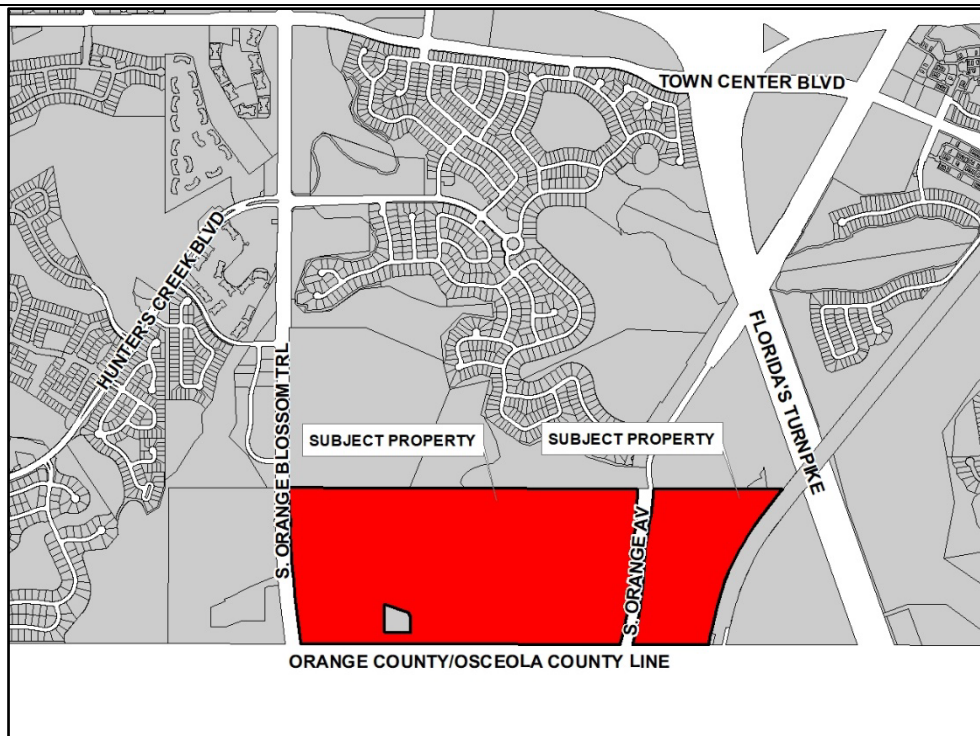 TOWN CENTER BLVD
HUNTER'S CREEK BLVD
S. ORANGE BLOSSOM TRL
FLORIDA'S TURNPIKE
SUBJECT PROPERTY
SUBJECT PROPERTY
S. ORANGE AV
ORANGE COUNTY/OSCEOLA COUNTY LINE